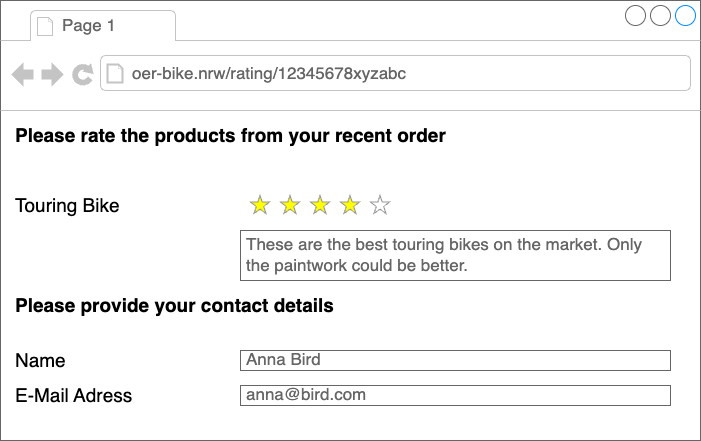 Page 1
oer-bike.nrw/rating/12345678xyzabc
Please rate the products from your recent order
Touring Bike
These are the best touring bikes on the market. Only
the paintwork could be better.
Please provide your contact details
Name
Anna Bird
E-Mail Adress
anna@bird.com